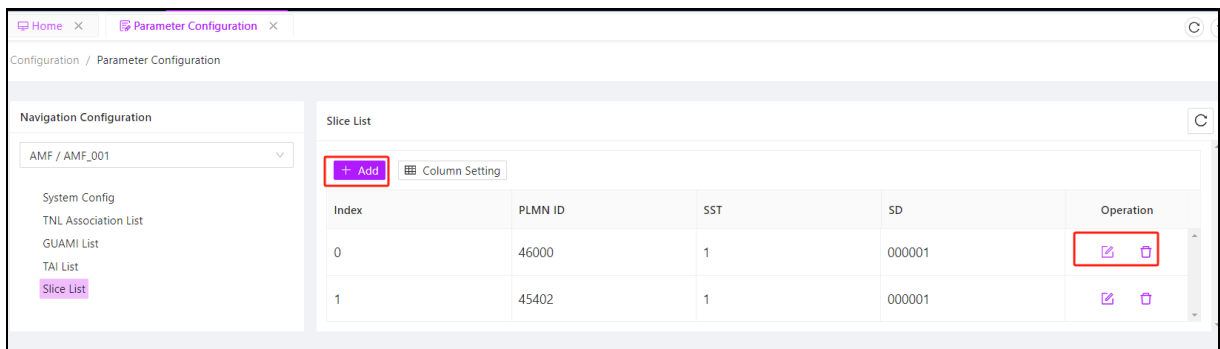 Home Parameter Configuration
Configuration / Parameter Configuration
Navigation Configuration
AMF / AMF_001
System Config
TNL Association List
GUAMI List
TAI List
Slice List
Slice List
+ Add Column Setting
Index PLMN ID SST SD Operation
0 46000 1 000001
1 45402 1 000001